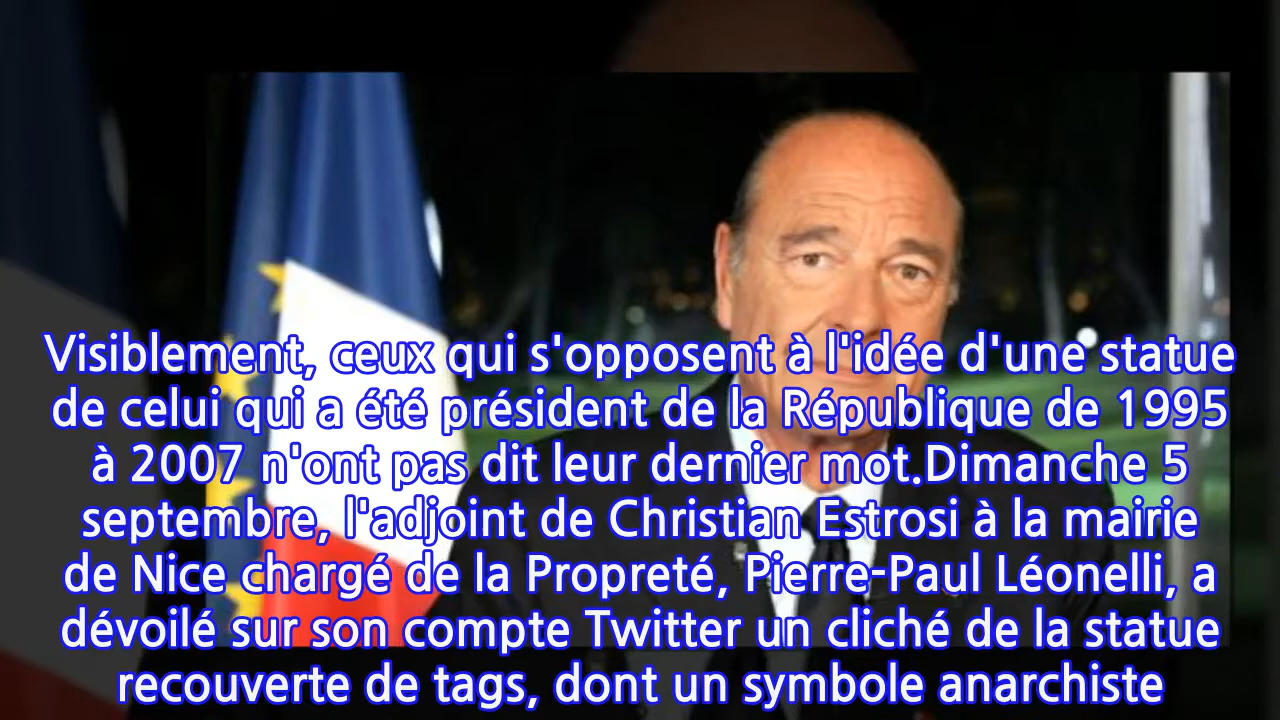 Visiblement, ceux qui s'opposent à l'idée d'une statue
de celui qui a été président de la République de 1995
à 2007 n'ont pas dit leur dernier mot.Dimanche 5
septembre, l'adjoint de Christian Estrosi à la mairie
de Nice chargé de la Propreté, Pierre-Paul Léonelli, a
dévoilé sur son compte Twitter un cliché de la statue
recouverte de tags, dont un symbole anarchiste